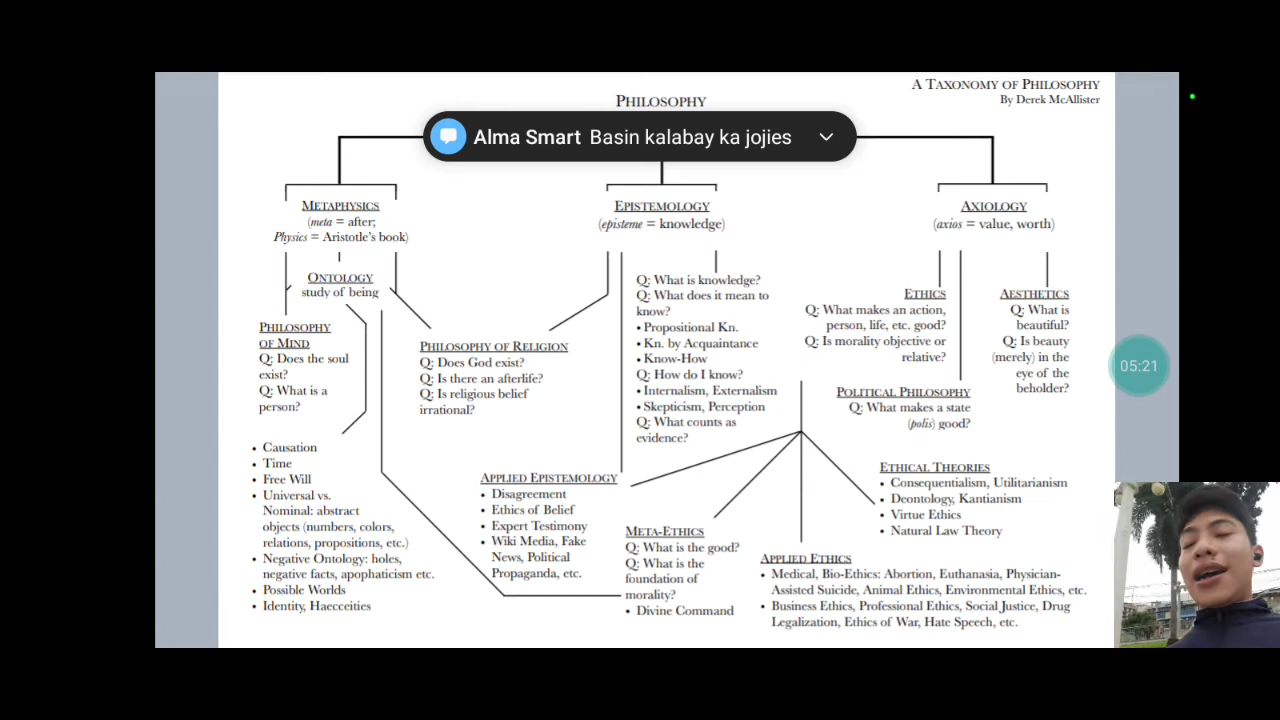 A TAXONOMY OF PHILOSOPHY
By Derek McAllister
PHILOSOPHY
Alma Smart Basin kalabay ka jojies
METAPHYSICS
(meta = after;
Physics = Aristotle's book)
ONTOLOGY
study of being
PHILOSOPHY
OF MIND
Q: Does the soul
exist?
Q: What is a
person?
• Causation
• Time
• Free Will
• Universal vs.
Nominal: abstract
objects (numbers, colors,
relations, propositions, etc.)
• Negative Ontology: holes,
negative facts, apophaticism etc.
• Possible Worlds
• Identity, Haecceities
PHILOSOPHY OF RELIGION
Q: Does God exist?
Q: Is there an afterlife?
Q: Is religious belief
irrational?
EPISTEMOLOGY
(episteme = knowledge)
Q: What is knowledge?
Q: What does it mean to
know?
• Propositional Kn.
• Kn. by Acquaintance
• Know-How
Q: How do I know?
• Internalism, Externalism
• Skepticism, Perception
Q: What counts as
evidence?
APPLIED EPISTEMOLOGY
• Disagreement
• Ethics of Belief
• Expert Testimony
• Wiki Media, Fake
News, Political
Propaganda, etc.
AXIOLOGY
(axios = value, worth)
ETHICS
Q: What makes an action,
person, life, etc. good?
Q: Is morality objective or
relative?
AESTHETICS
Q: What is
beautiful?
Q: Is beauty
(merely) in the
eye of the
beholder?
POLITICAL PHILOSOPHY
Q: What makes a state
(polis) good?
ETHICAL THEORIES
• Consequentialism, Utilitarianism
• Deontology, Kantianism
• Virtue Ethics
• Natural Law Theory
META-ETHICS
Q: What is the good?
Q: What is the
foundation of
morality?
• Divine Command
APPLIED ETHICS
• Medical, Bio-Ethics: Abortion, Euthanasia, Physician-
Assisted Suicide, Animal Ethics, Environmental Ethics, etc.
• Business Ethics, Professional Ethics, Social Justice, Drug
Legalization, Ethics of War, Hate Speech, etc.
05:21